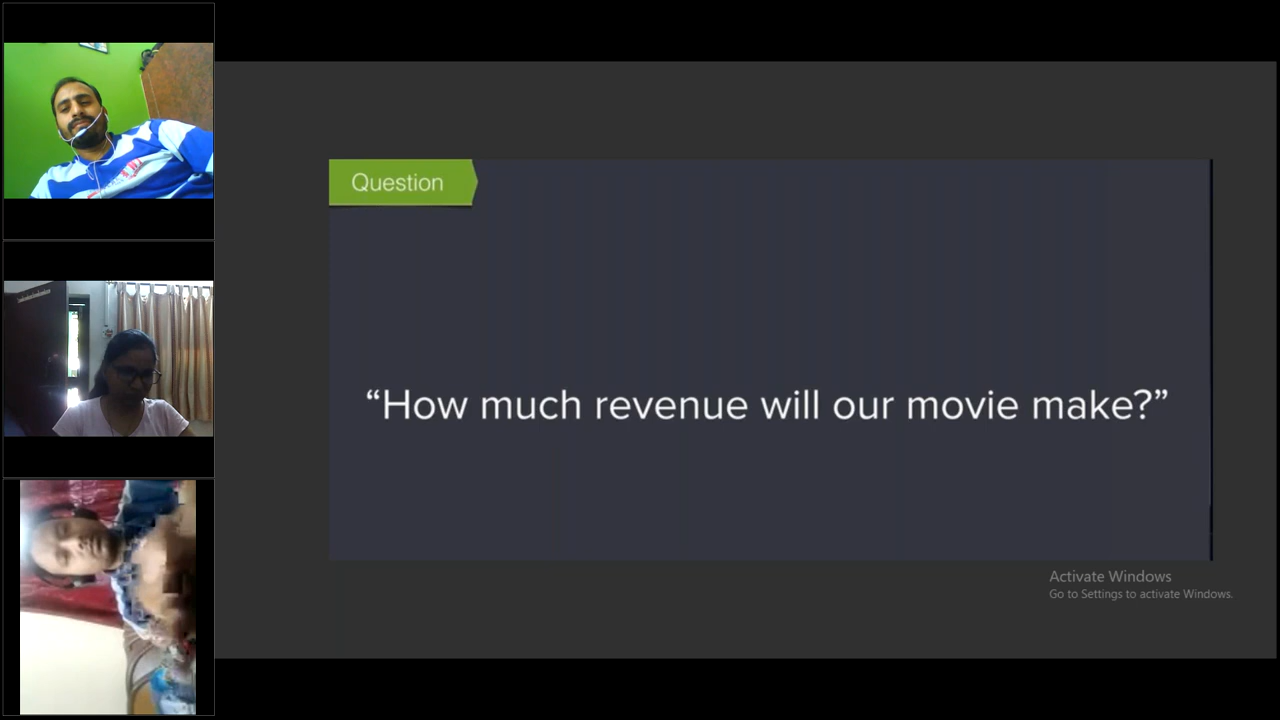 Question
“How much revenue will our movie make?”
Activate Windows
Go to Settings to activate Windows.